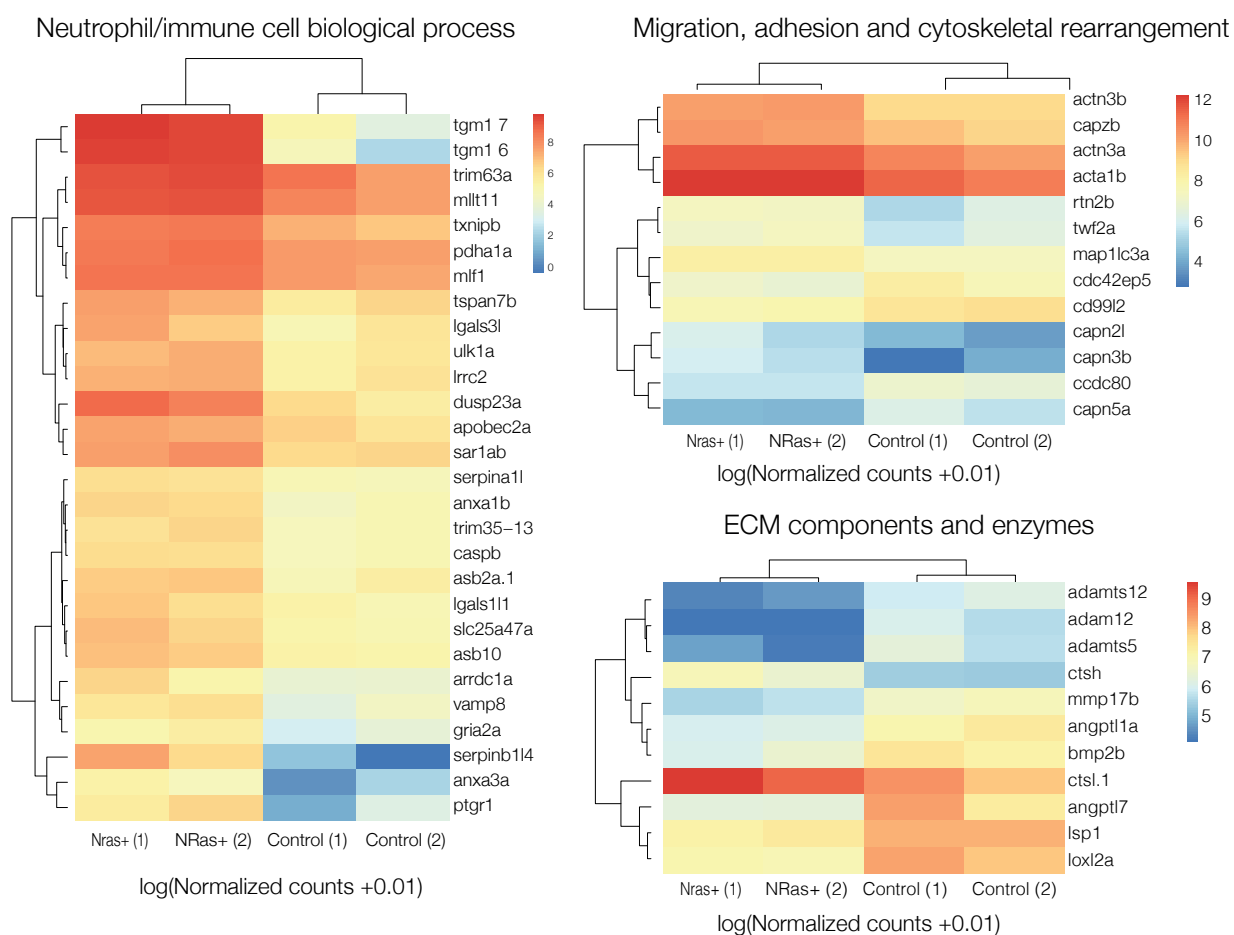 Neutrophil/immune cell biological process
tgm1 7
tgm1 6
trim63a
mllt11
txnipb
pdha1a
mlf1
tspan7b
lgals3l
ulk1a
lrrc2
dusp23a
apobec2a
sar1ab
serpina1l
anxa1b
trim35–13
caspb
asb2a.1
lgals1l1
slc25a47a
asb10
arrdc1a
vamp8
gria2a
serpinb1l4
anxa3a
ptgr1
8
6
4
2
0
Nras+ (1) NRas+ (2) Control (1) Control (2)
log(Normalized counts +0.01)
Migration, adhesion and cytoskeletal rearrangement
actn3b
capzb
actn3a
acta1b
rtn2b
twf2a
map1lc3a
cdc42ep5
cd99l2
capn2l
capn3b
ccdc80
capn5a
12
10
8
6
4
Nras+ (1) NRas+ (2) Control (1) Control (2)
log(Normalized counts +0.01)
ECM components and enzymes
adamts12
adam12
adamts5
ctsh
mmp17b
angptl1a
bmp2b
ctsl.1
angptl7
lsp1
loxl2a
9
8
7
6
5
Nras+ (1) NRas+ (2) Control (1) Control (2)
log(Normalized counts +0.01)